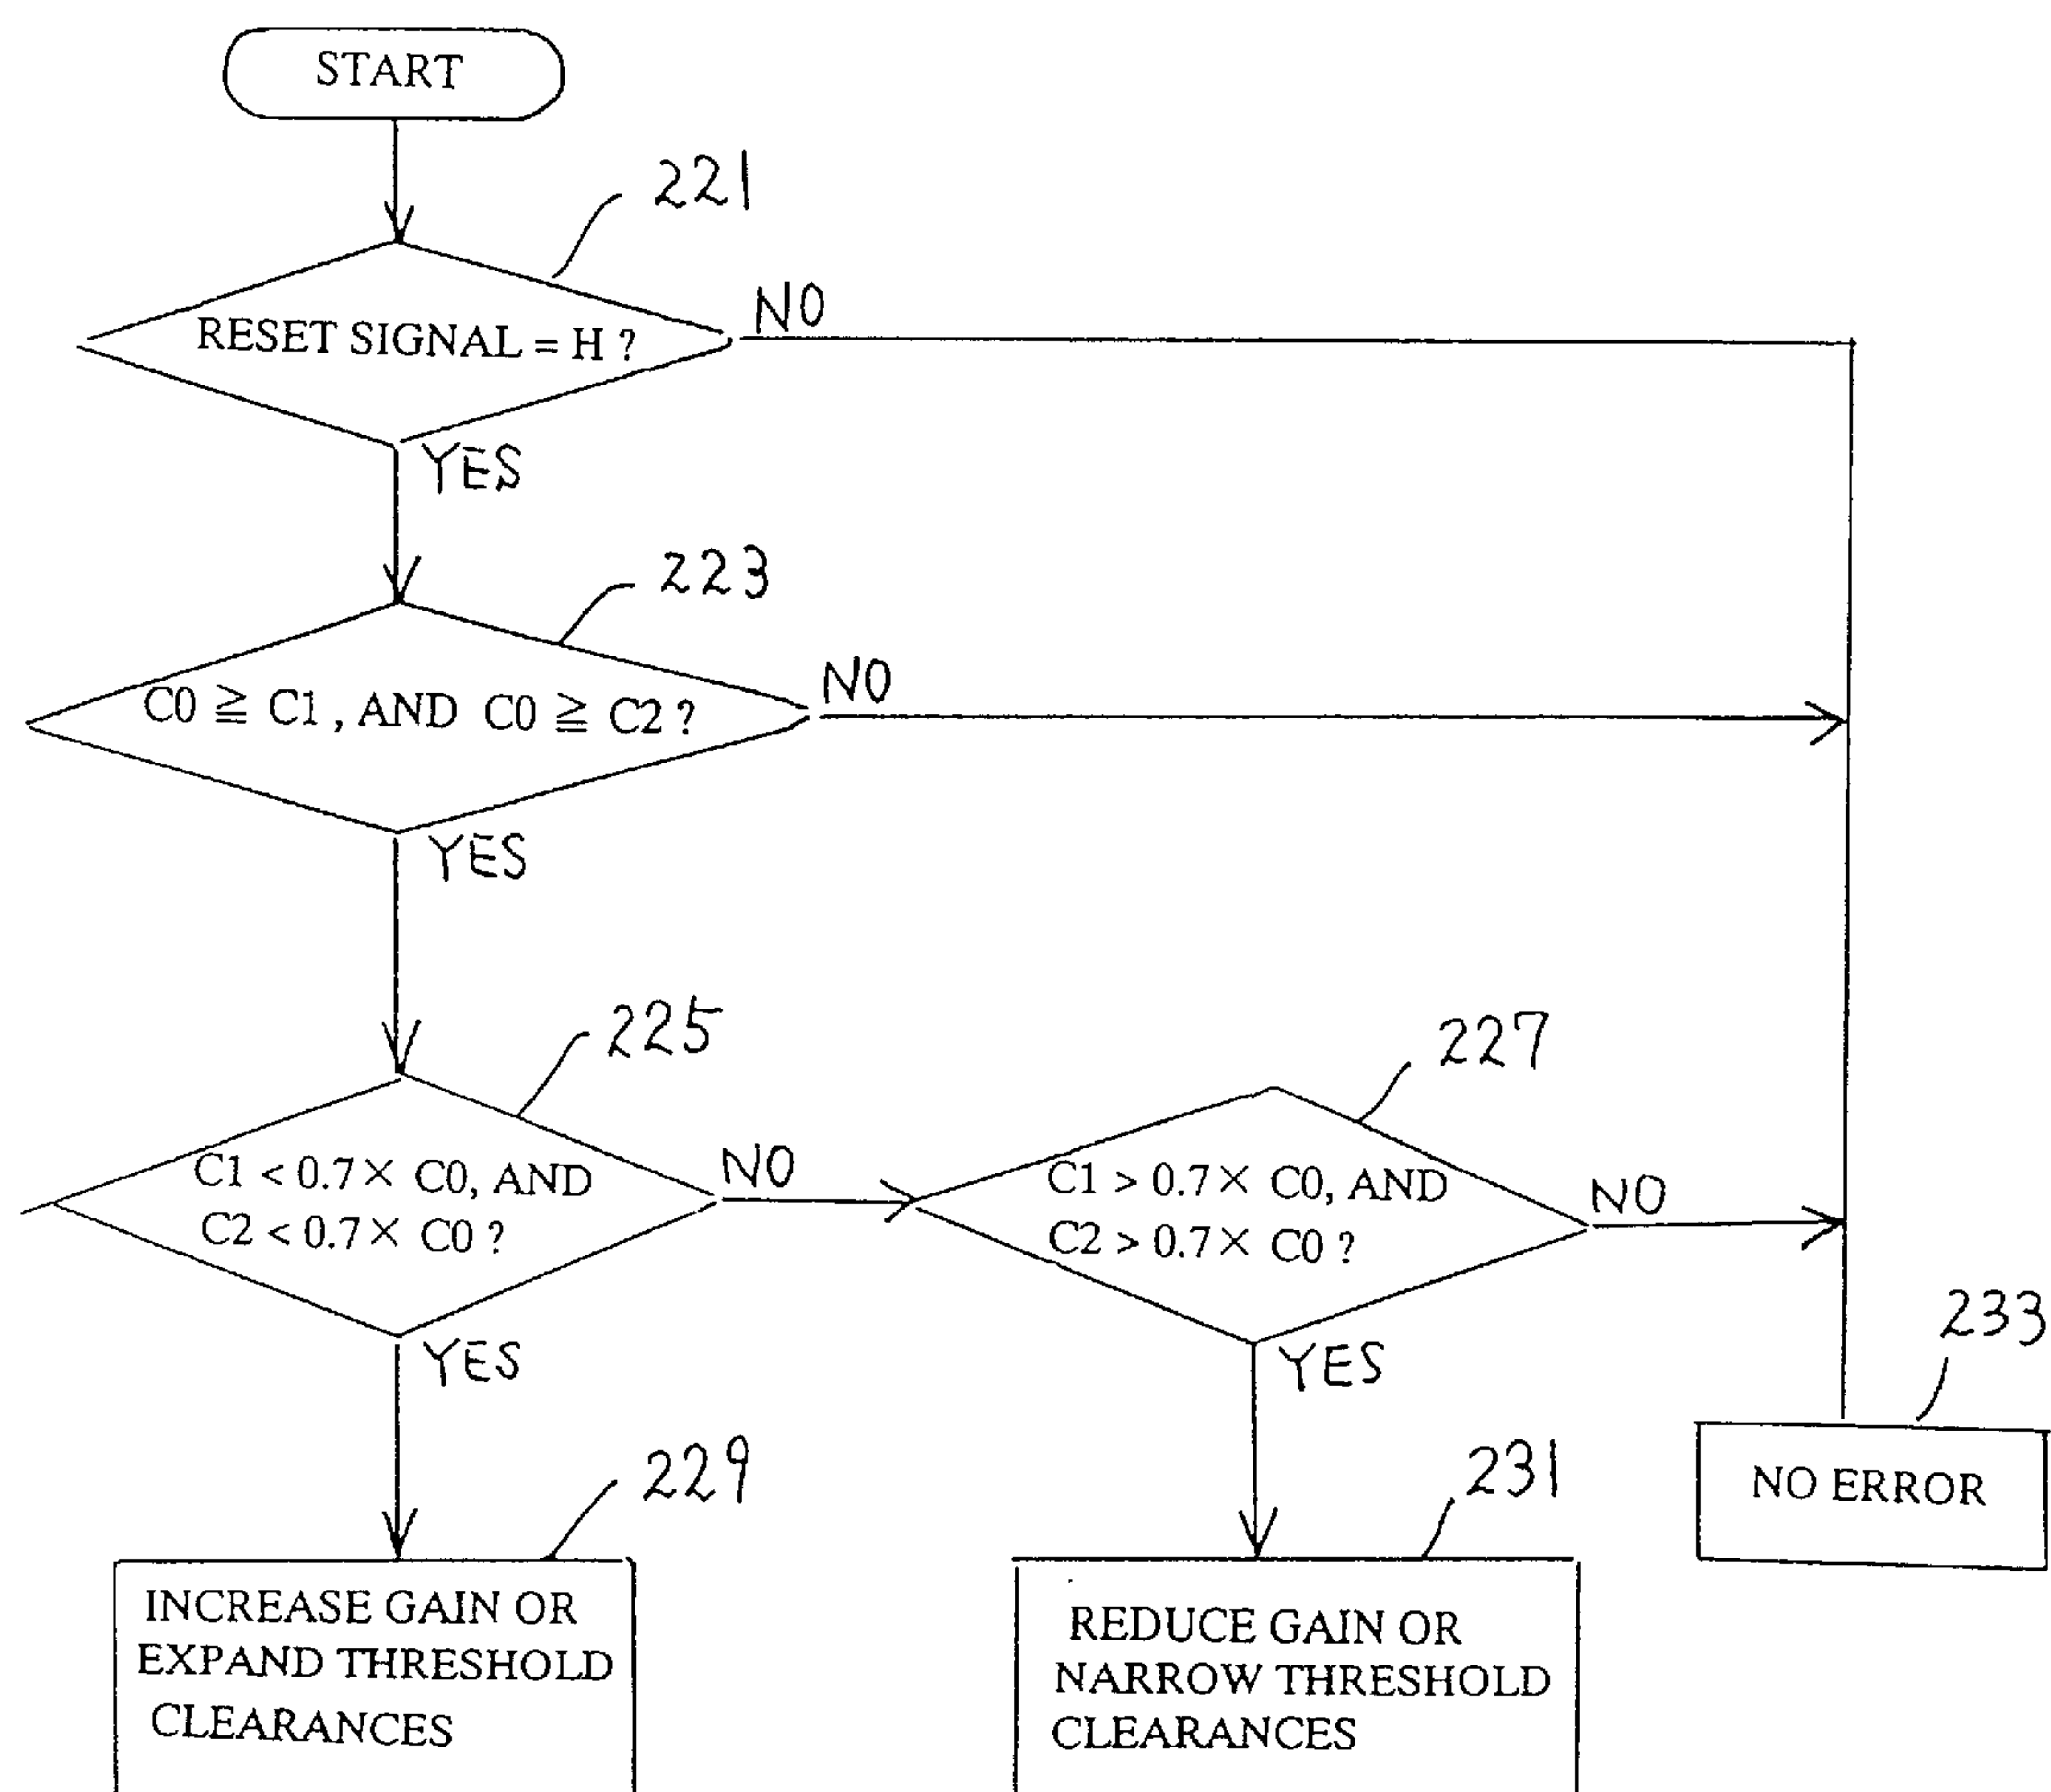 START
221
RESET SIGNAL = H ?
NO
YES
223
C0 ≧ C1 , AND C0 ≧ C2 ?
NO
YES
225
C1 < 0.7 × C0, AND
C2 < 0.7 × C0 ?
NO
YES
227
C1 > 0.7 × C0, AND
C2 > 0.7 × C0 ?
NO
YES
233
NO ERROR
229
INCREASE GAIN OR
EXPAND THRESHOLD
CLEARANCES
231
REDUCE GAIN OR
NARROW THRESHOLD
CLEARANCES